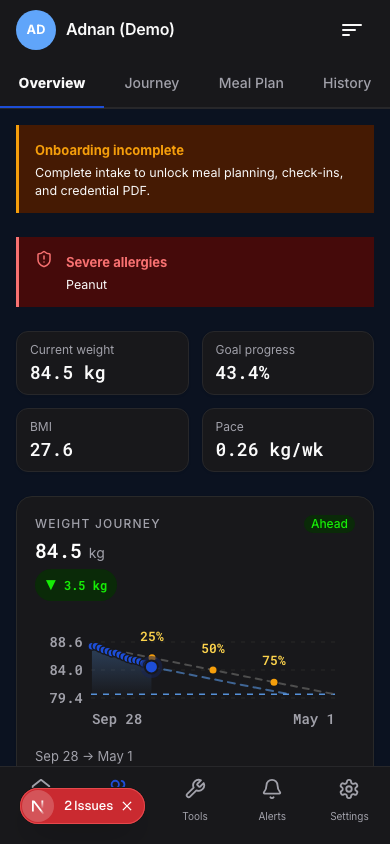 AD
Adnan (Demo)
Overview
Journey
Meal Plan
History
Onboarding incomplete
Complete intake to unlock meal planning, check-ins,
and credential PDF.
Severe allergies
Peanut
Current weight
84.5 kg
Goal progress
43.4%
BMI
27.6
Pace
0.26 kg/wk
WEIGHT JOURNEY
Ahead
84.5 kg
▼ 3.5 kg
25%
50%
75%
88.6
84.0
79.4
Sep 28
May 1
Sep 28 → May 1
N
2 Issues
Tools
Alerts
Settings